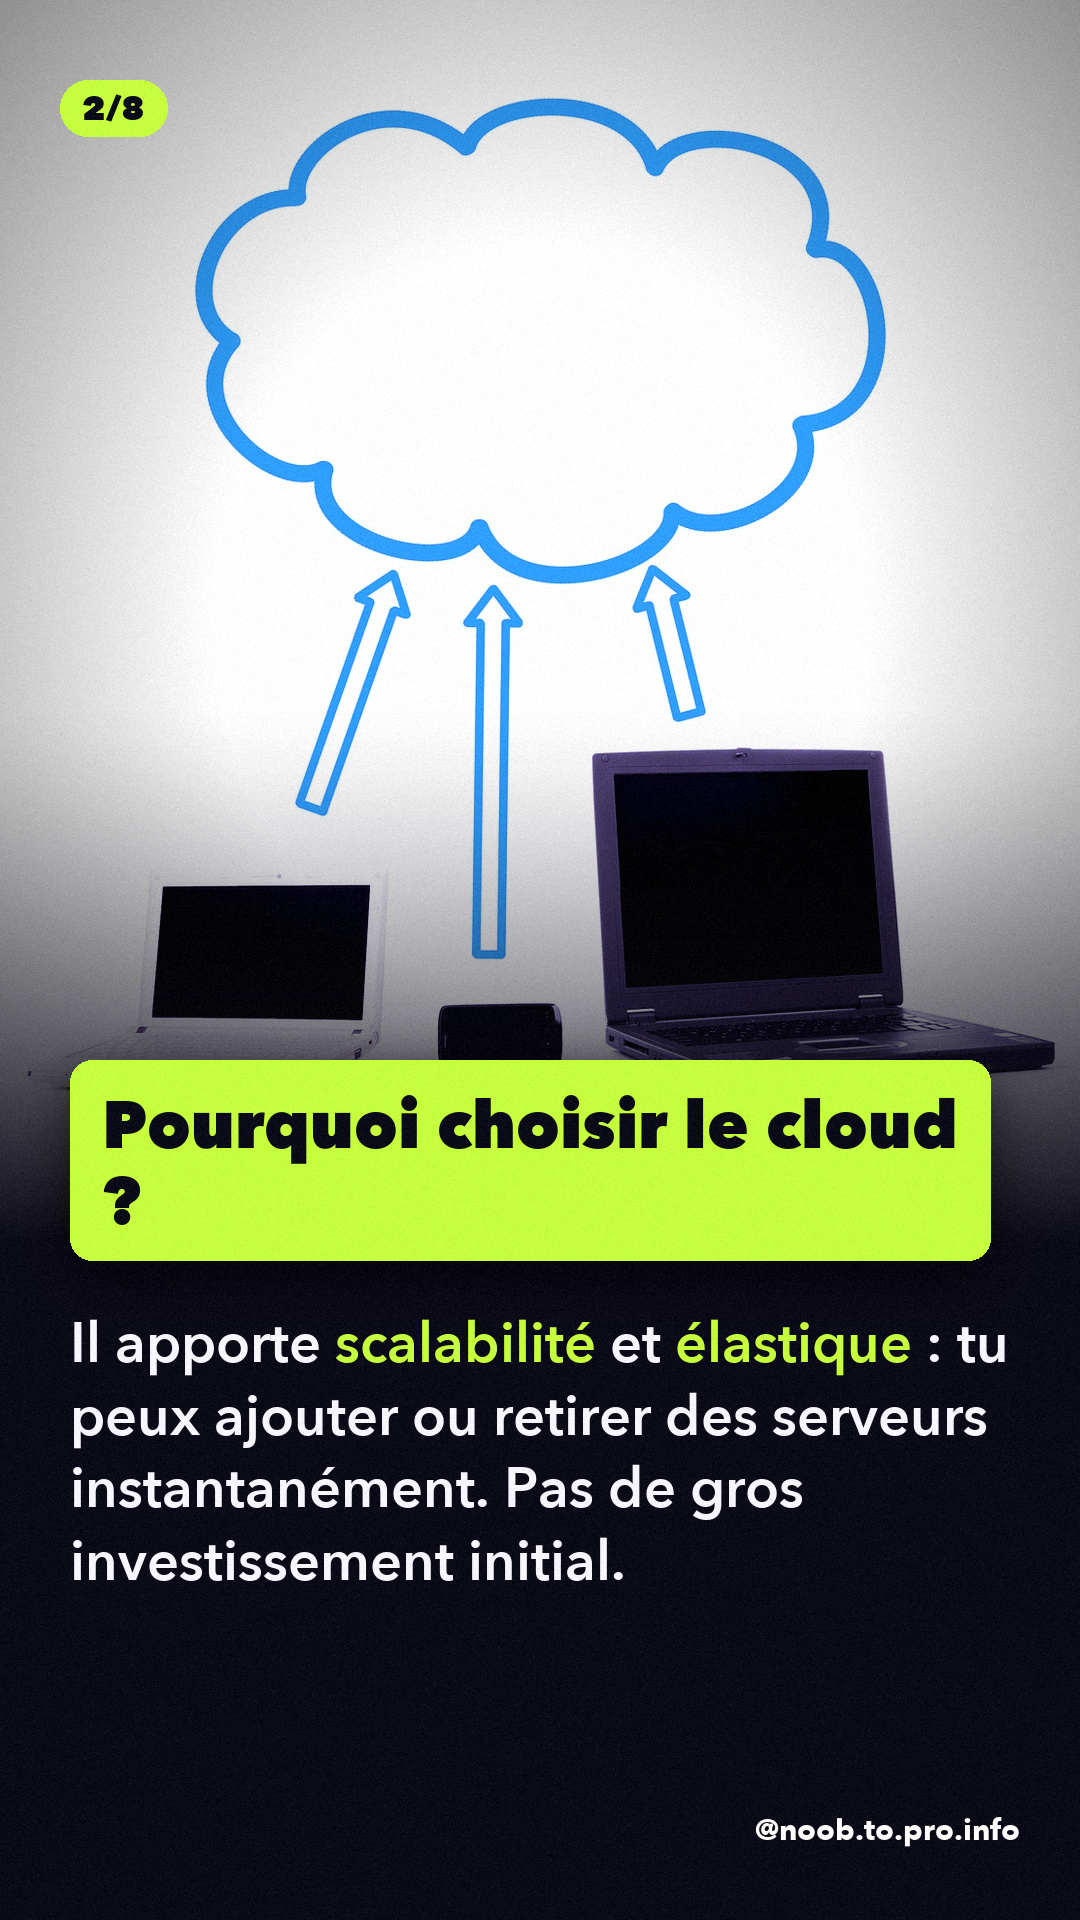 2/8
Pourquoi choisir le cloud
?
Il apporte scalabilité et élastique : tu
peux ajouter ou retirer des serveurs
instantanément. Pas de gros
investissement initial.
@noob.to.pro.info